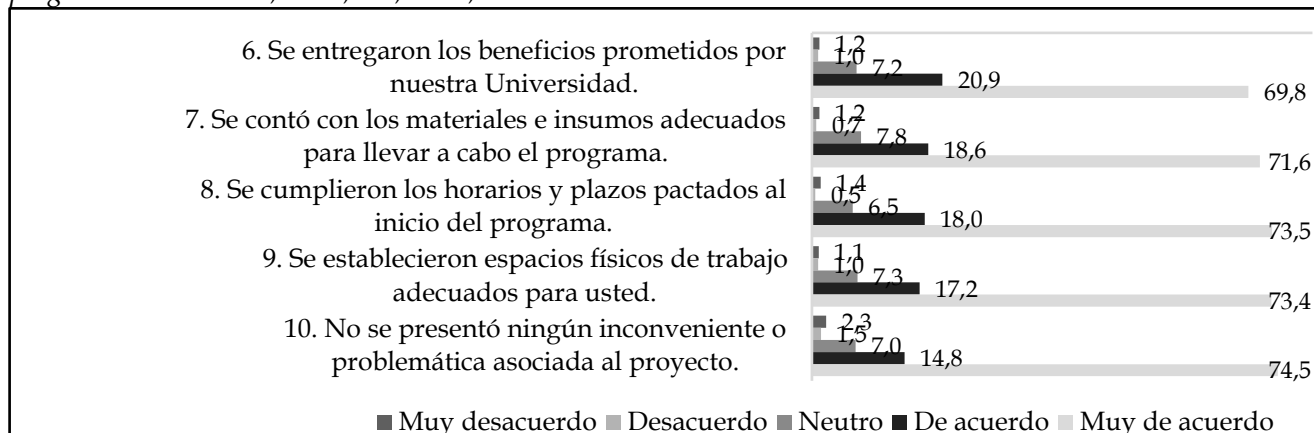 6. Se entregaron los beneficios prometidos por
nuestra Universidad.
1,2
1,0
7,2
20,9
69,8
7. Se contó con los materiales e insumos adecuados
para llevar a cabo el programa.
1,2
0,7
7,8
18,6
71,6
8. Se cumplieron los horarios y plazos pactados al
inicio del programa.
1,4
0,5
6,5
18,0
73,5
9. Se establecieron espacios físicos de trabajo
adecuados para usted.
1,1
1,0
7,3
17,2
73,4
10. No se presentó ningún inconveniente o
problemática asociada al proyecto.
2,3
1,5
7,0
14,8
74,5
Muy desacuerdo Desacuerdo Neutro De acuerdo Muy de acuerdo